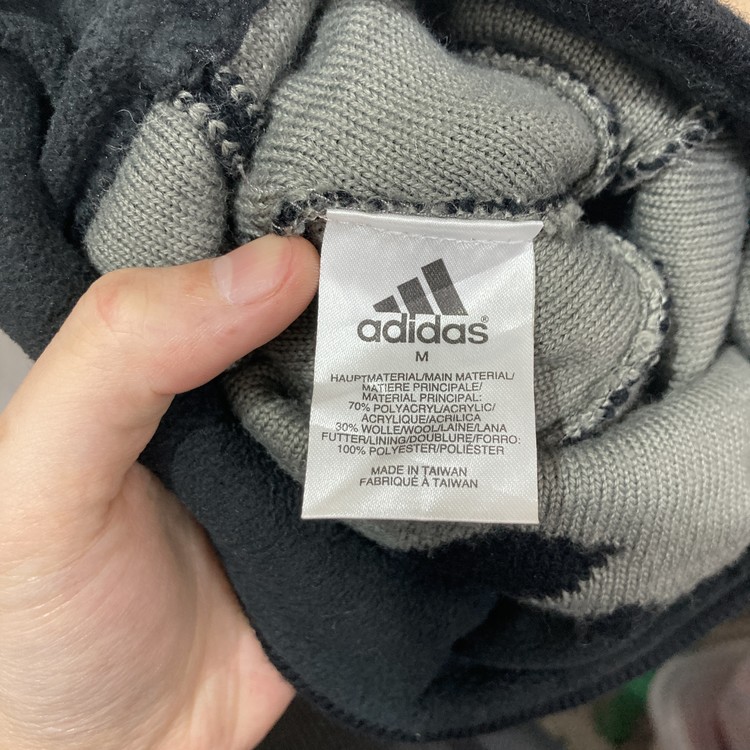 adidas®
M
HAUPTMATERIAL/MAIN MATERIAL/
MATIERE PRINCIPALE/
MATERIAL PRINCIPAL:
70% POLYACRYL/ACRYLIC/
ACRYLIQUE/ACRILICA
30% WOLLE/WOOL/LAINE/LANA
FUTTER/LINING/DOUBLURE/FORRO:
100% POLYESTER/POLIÉSTER
MADE IN TAIWAN
FABRIQUÉ À TAIWAN